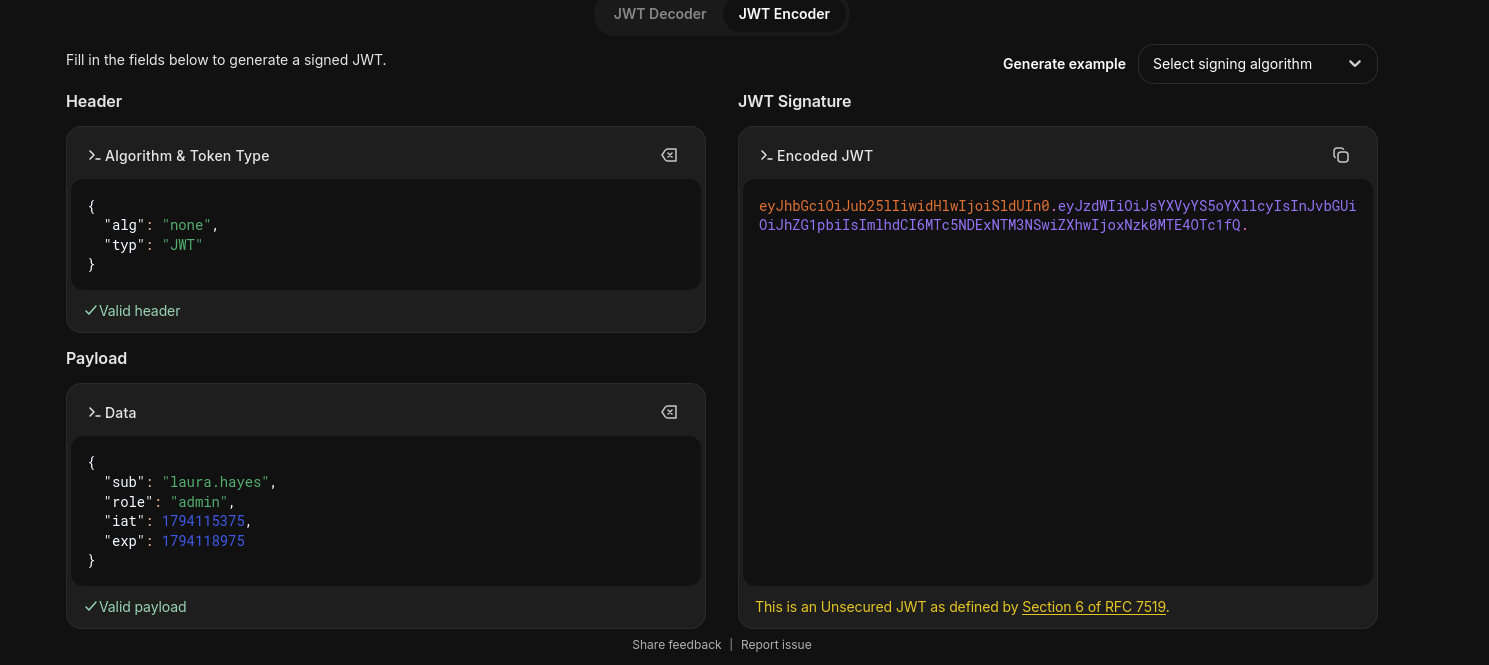 JWT Decoder JWT Encoder
Fill in the fields below to generate a signed JWT.
Generate example Select signing algorithm
Header
Algorithm & Token Type
{
"alg": "none",
"typ": "JWT"
}
Valid header
Payload
Data
{
"sub": "laura.hayes",
"role": "admin",
"iat": 1794115375,
"exp": 1794118975
}
Valid payload
JWT Signature
Encoded JWT
eyJhbGciOiJub25lIiwidHlwIjoiSldUIn0.eyJzdWIiOiJsYXVyYS5oYXllcyIsInJvbGUi
OiJhZG1pbiIsImlhdCI6MTc5NDExNTM3NSwiZXhwIjoxNzk0MTE4OTc1fQ.
This is an Unsecured JWT as defined by Section 6 of RFC 7519.
Share feedback | Report issue